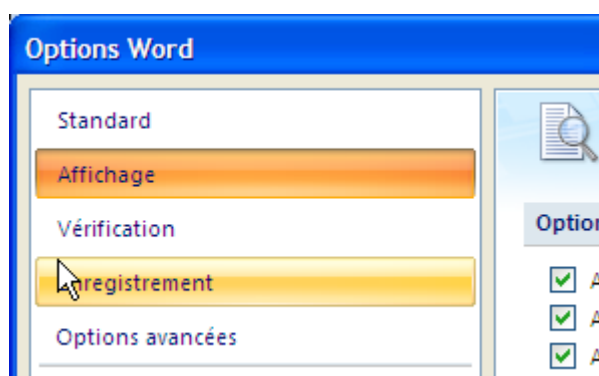 Options Word
Standard
Affichage
Vérification
Enregistrement
Options avancées